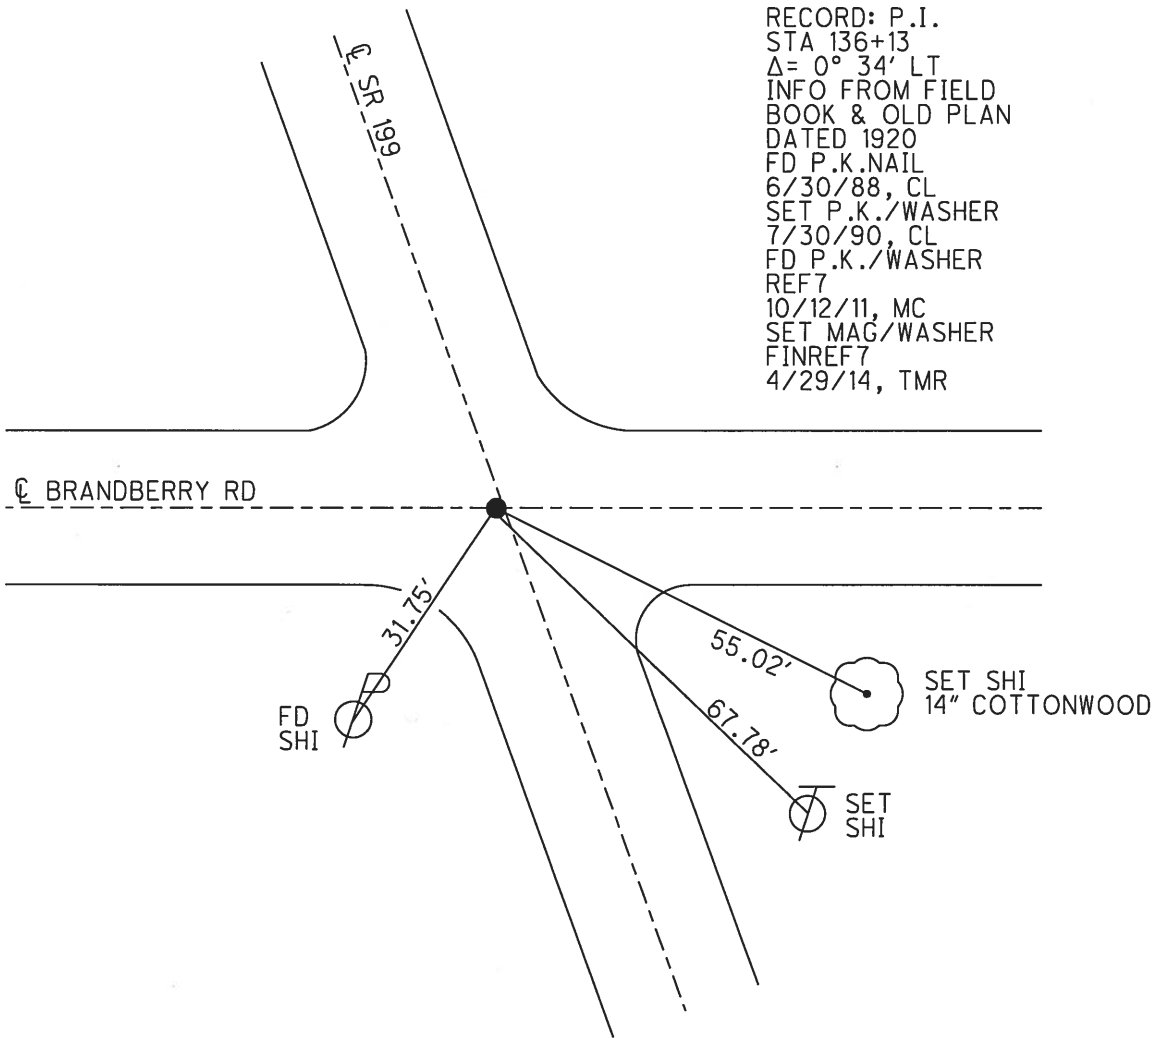 RECORD: P.I.
STA 136+13
Δ= 0° 34' LT
INFO FROM FIELD
BOOK & OLD PLAN
DATED 1920
FD P.K.NAIL
6/30/88, CL
SET P.K./WASHER
7/30/90, CL
FD P.K./WASHER
REF7
10/12/11, MC
SET MAG/WASHER
FINREF7
4/29/14, TMR
℄ SR 199
℄ BRANDBERRY RD
31.75'
55.02'
67.78'
P
FD
SHI
SET SHI
14" COTTONWOOD
T
SET
SHI